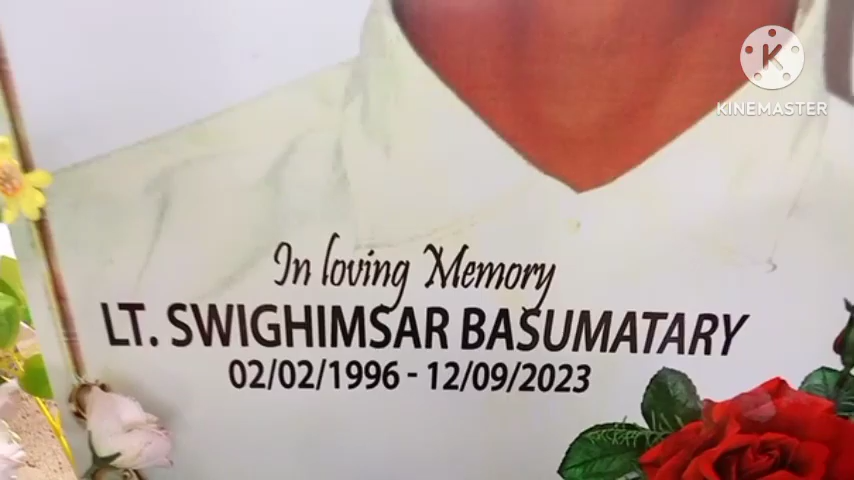 K
KINEMASTER
In loving Memory
LT. SWIGHIMSAR BASUMATARY
02/02/1996 - 12/09/2023